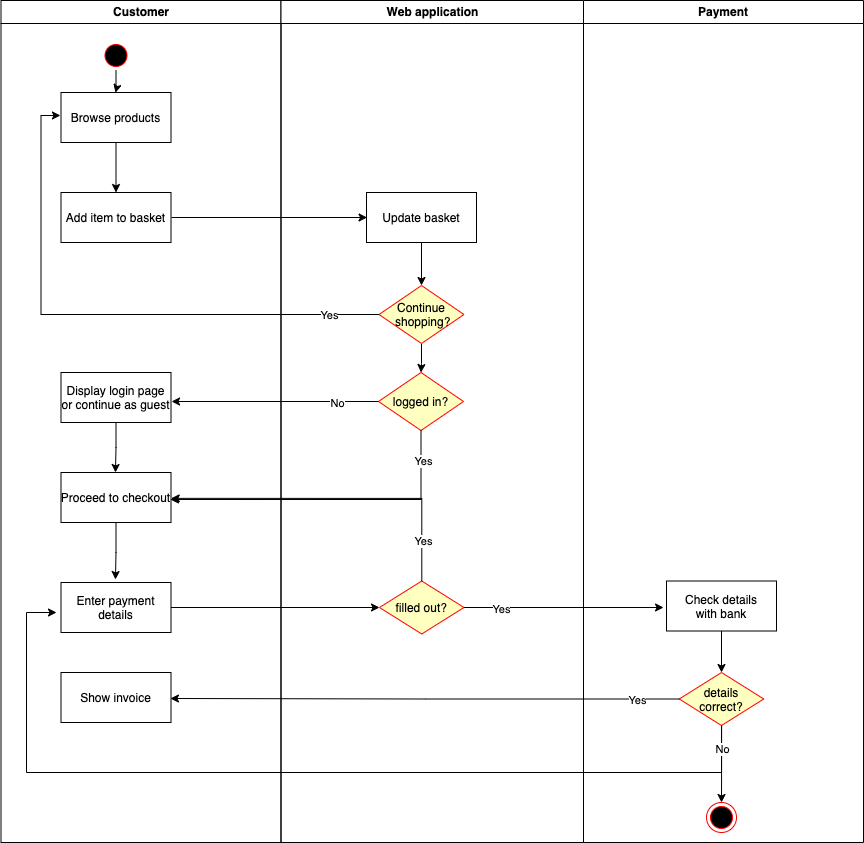 Customer
Web application
Payment
Browse products
Add item to basket
Update basket
Continue
shopping?
Yes
Display login page
or continue as guest
No
logged in?
Yes
Proceed to checkout
Yes
Enter payment
details
filled out?
Yes
Check details
with bank
Show invoice
Yes
details
correct?
No